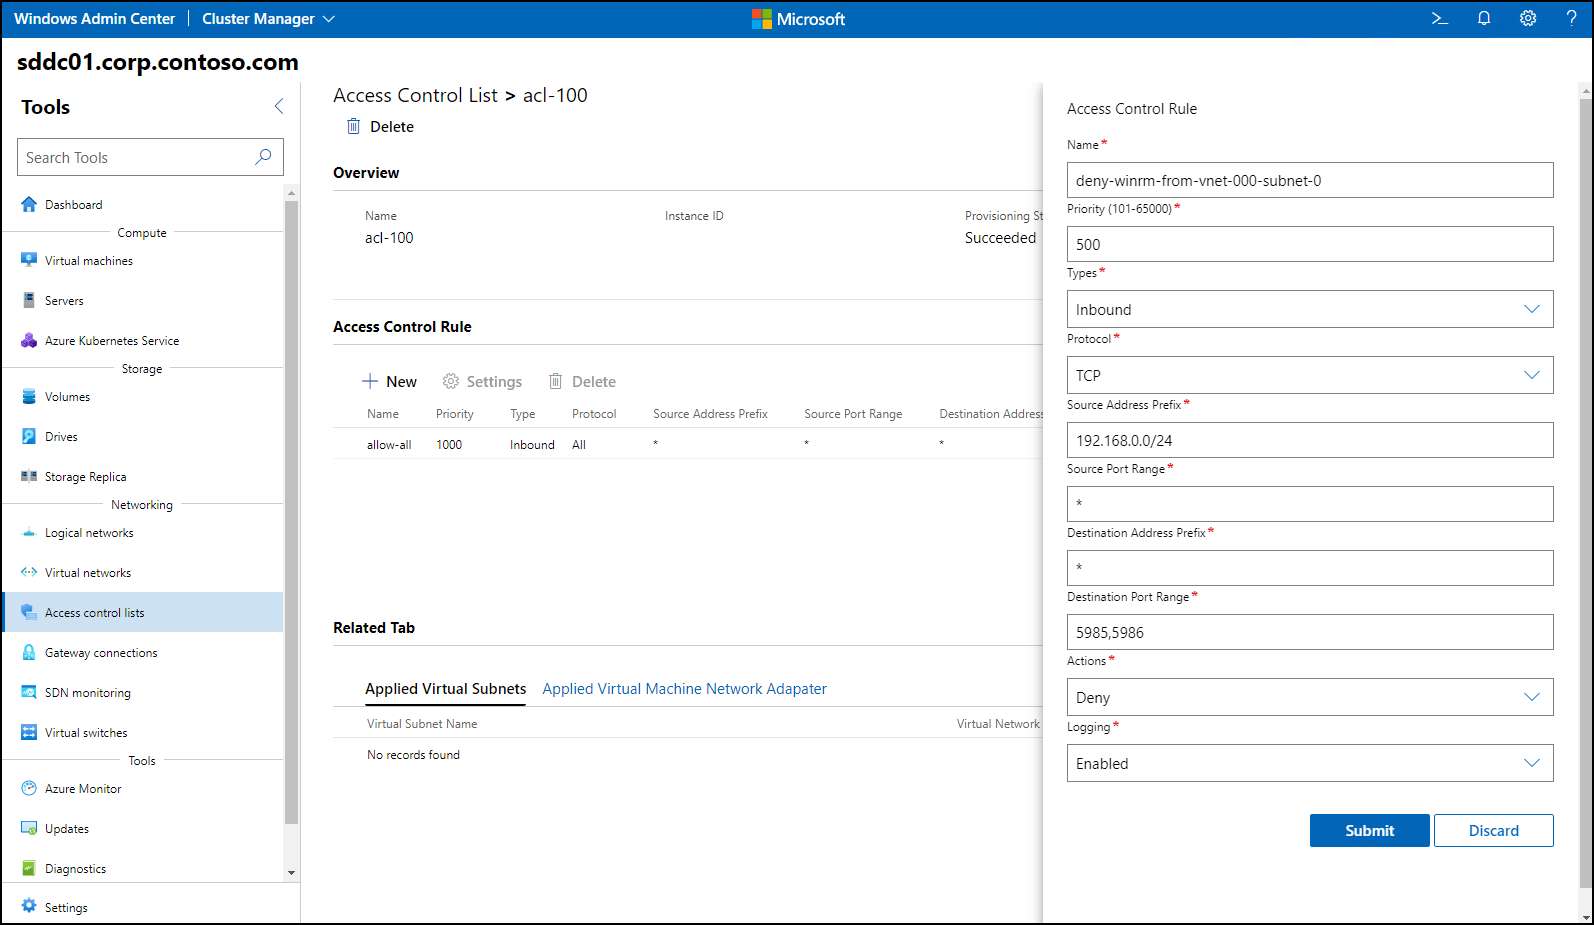 Windows Admin Center
Cluster Manager
Microsoft
sddc01.corp.contoso.com
Tools
Search Tools
Dashboard
Compute
Virtual machines
Servers
Azure Kubernetes Service
Storage
Volumes
Drives
Storage Replica
Networking
Logical networks
Virtual networks
Access control lists
Gateway connections
SDN monitoring
Virtual switches
Tools
Azure Monitor
Updates
Diagnostics
Settings
Access Control List > acl-100
Delete
Overview
Name Instance ID Provisioning St
acl-100 Succeeded
Access Control Rule
New Settings Delete
Name Priority Type Protocol Source Address Prefix Source Port Range Destination Address
allow-all 1000 Inbound All * * *
Related Tab
Applied Virtual Subnets Applied Virtual Machine Network Adapater
Virtual Subnet Name Virtual Network
No records found
Access Control Rule
Name*
deny-winrm-from-vnet-000-subnet-0
Priority (101-65000)*
500
Types*
Inbound
Protocol*
TCP
Source Address Prefix*
192.168.0.0/24
Source Port Range*
*
Destination Address Prefix*
*
Destination Port Range*
5985,5986
Actions*
Deny
Logging*
Enabled
Submit Discard